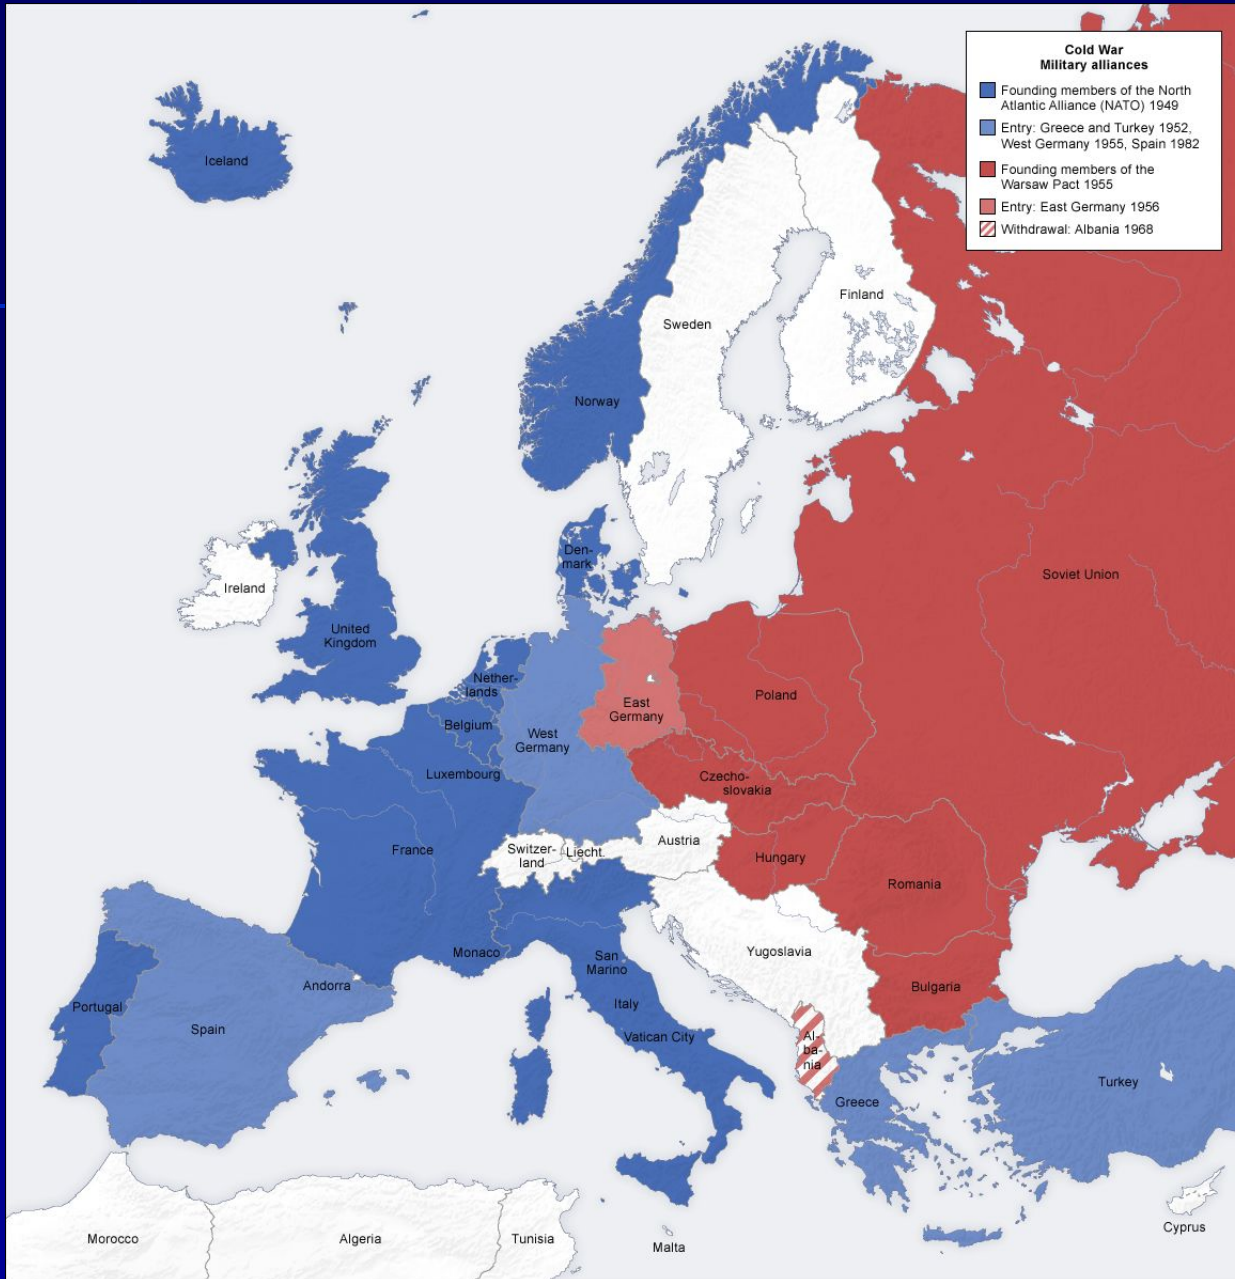 Cold War
Military alliances
Founding members of the North
Atlantic Alliance (NATO) 1949
Entry: Greece and Turkey 1952,
West Germany 1955, Spain 1982
Founding members of the
Warsaw Pact 1955
Entry: East Germany 1956
Withdrawal: Albania 1968
Iceland
Finland
Sweden
Norway
Den-
mark
Soviet Union
Ireland
United
Kingdom
Nether-
lands
Poland
East
Germany
Belgium
West
Germany
Luxembourg
Czecho-
slovakia
Austria
France
Switzer-
land
Liecht.
Hungary
Romania
Monaco
San
Marino
Yugoslavia
Andorra
Bulgaria
Portugal
Italy
Spain
Vatican City
Al-
ba-
nia
Turkey
Greece
Cyprus
Morocco
Algeria
Tunisia
Malta